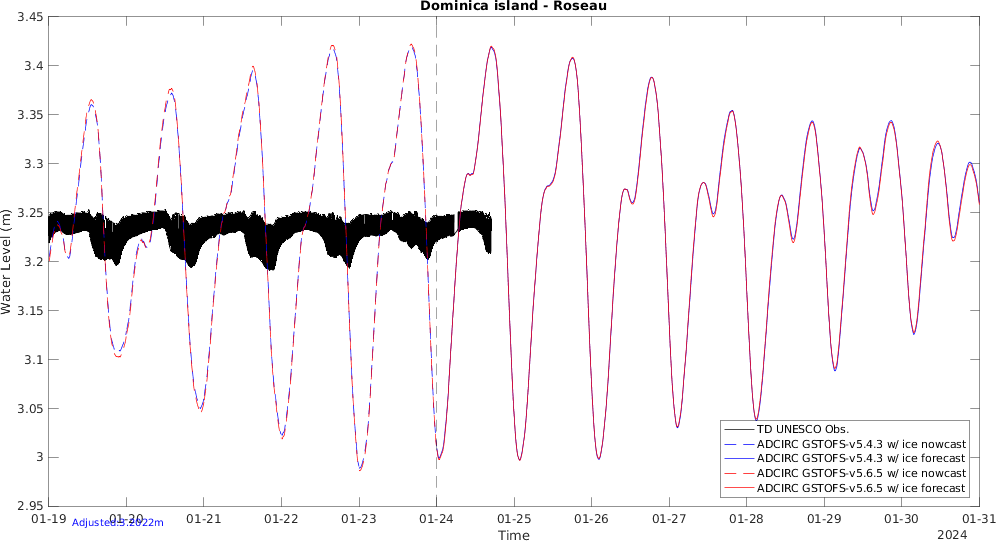 Dominica island - Roseau
3.45
3.4
3.35
3.3
3.25
3.2
3.15
3.1
3.05
3
2.95
Water Level (m)
01-19
01-20
01-21
01-22
01-23
01-24
01-25
01-26
01-27
01-28
01-29
01-30
01-31
Adjusted:3.2022m
Time
2024
TD UNESCO Obs.
ADCIRC GSTOFS-v5.4.3 w/ ice nowcast
ADCIRC GSTOFS-v5.4.3 w/ ice forecast
ADCIRC GSTOFS-v5.6.5 w/ ice nowcast
ADCIRC GSTOFS-v5.6.5 w/ ice forecast